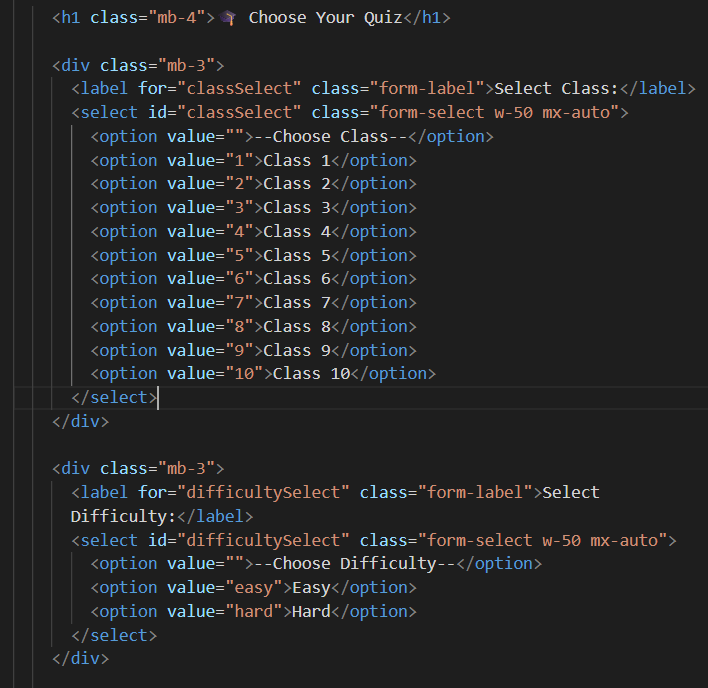 <h1 class="mb-4">🎓 Choose Your Quiz</h1>
<div class="mb-3">
<label for="classSelect" class="form-label">Select Class:</label>
<select id="classSelect" class="form-select w-50 mx-auto">
<option value="">--Choose Class--</option>
<option value="1">Class 1</option>
<option value="2">Class 2</option>
<option value="3">Class 3</option>
<option value="4">Class 4</option>
<option value="5">Class 5</option>
<option value="6">Class 6</option>
<option value="7">Class 7</option>
<option value="8">Class 8</option>
<option value="9">Class 9</option>
<option value="10">Class 10</option>
</select>
</div>
<div class="mb-3">
<label for="difficultySelect" class="form-label">Select
Difficulty:</label>
<select id="difficultySelect" class="form-select w-50 mx-auto">
<option value="">--Choose Difficulty--</option>
<option value="easy">Easy</option>
<option value="hard">Hard</option>
</select>
</div>